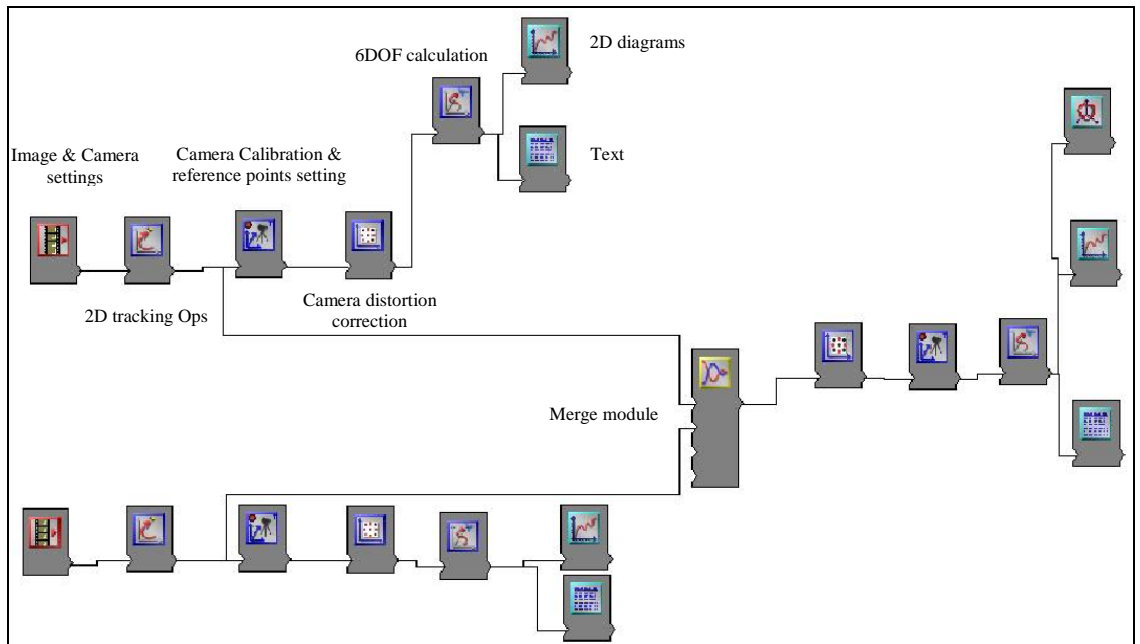 6DOF calculation
2D diagrams
Text
Image & Camera
settings
Camera Calibration &
reference points setting
2D tracking Ops
Camera distortion
correction
Merge module